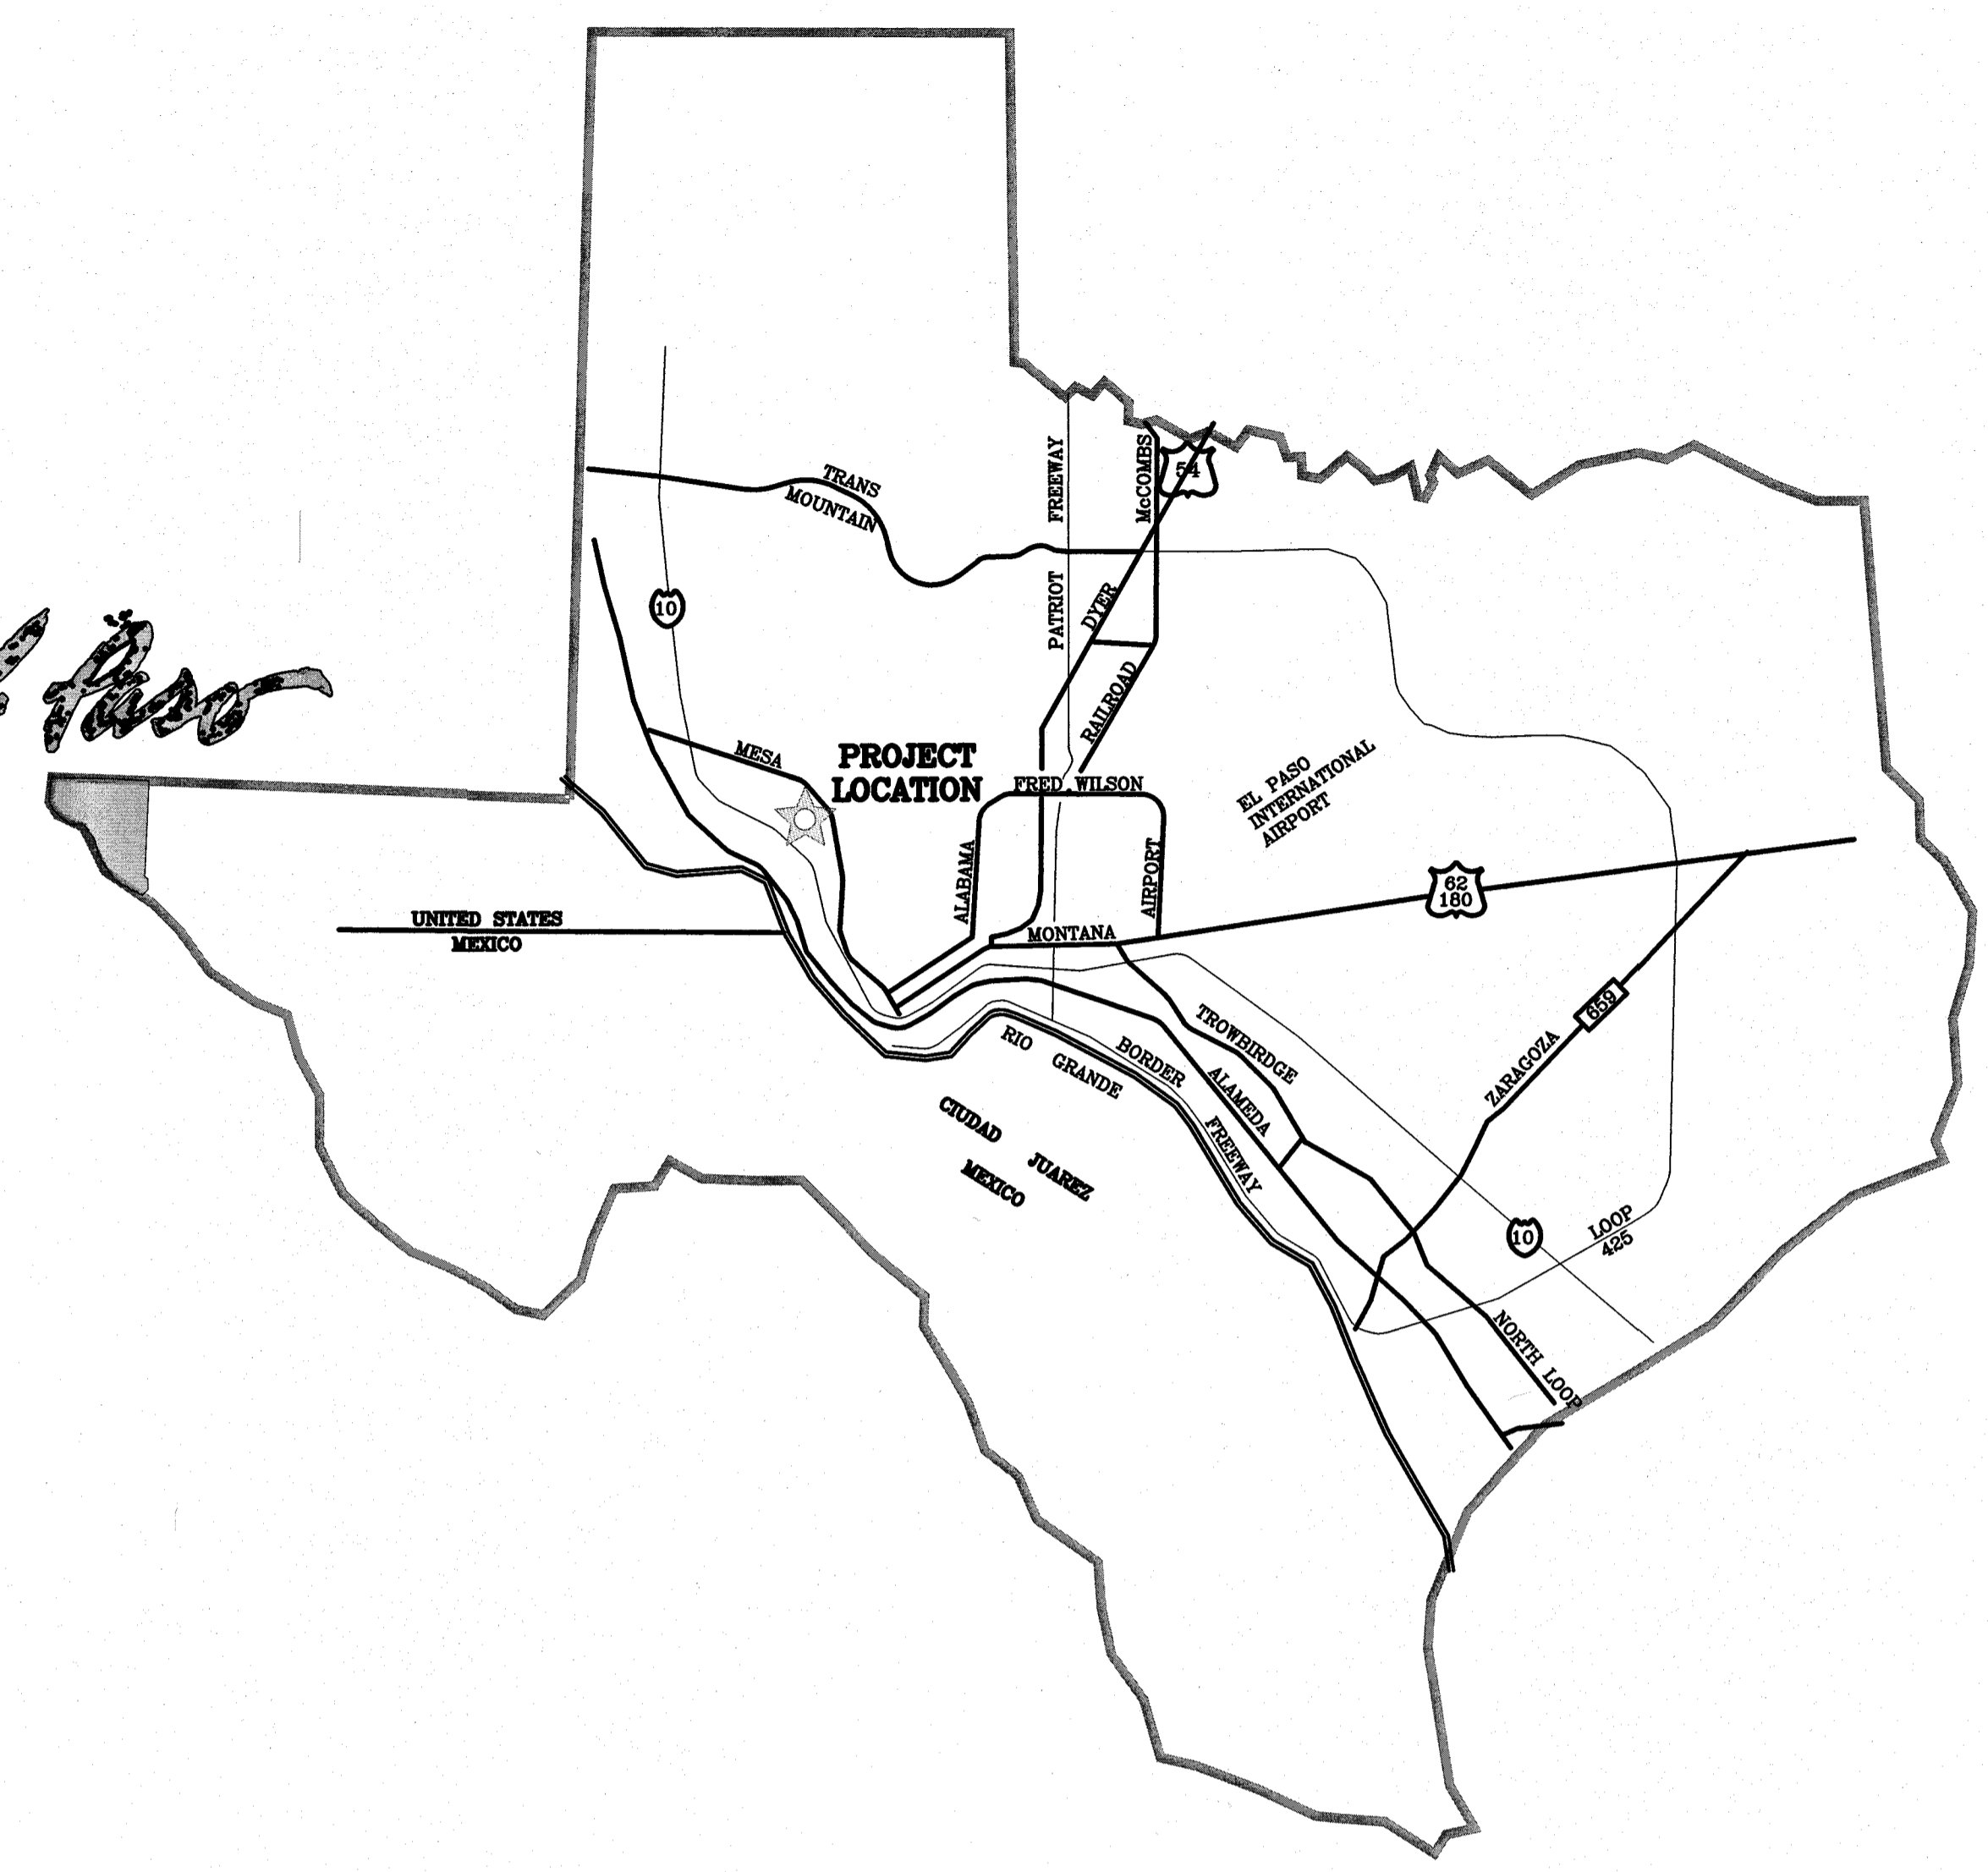 Paso
TRANS
MOUNTAIN
FREEWAY
McCOMBS
54
10
PATRIOT
DYER
RAILROAD
MESA
PROJECT
LOCATION
FRED WILSON
EL PASO
INTERNATIONAL
AIRPORT
ALABAMA
AIRPORT
62
180
UNITED STATES
MEXICO
MONTANA
659
TROWBIRDGE
RIO GRANDE
BORDER
FREEWAY
ALAMEDA
ZARAGOZA
CIUDAD JUAREZ
MEXICO
10
LOOP
425
NORTH LOOP